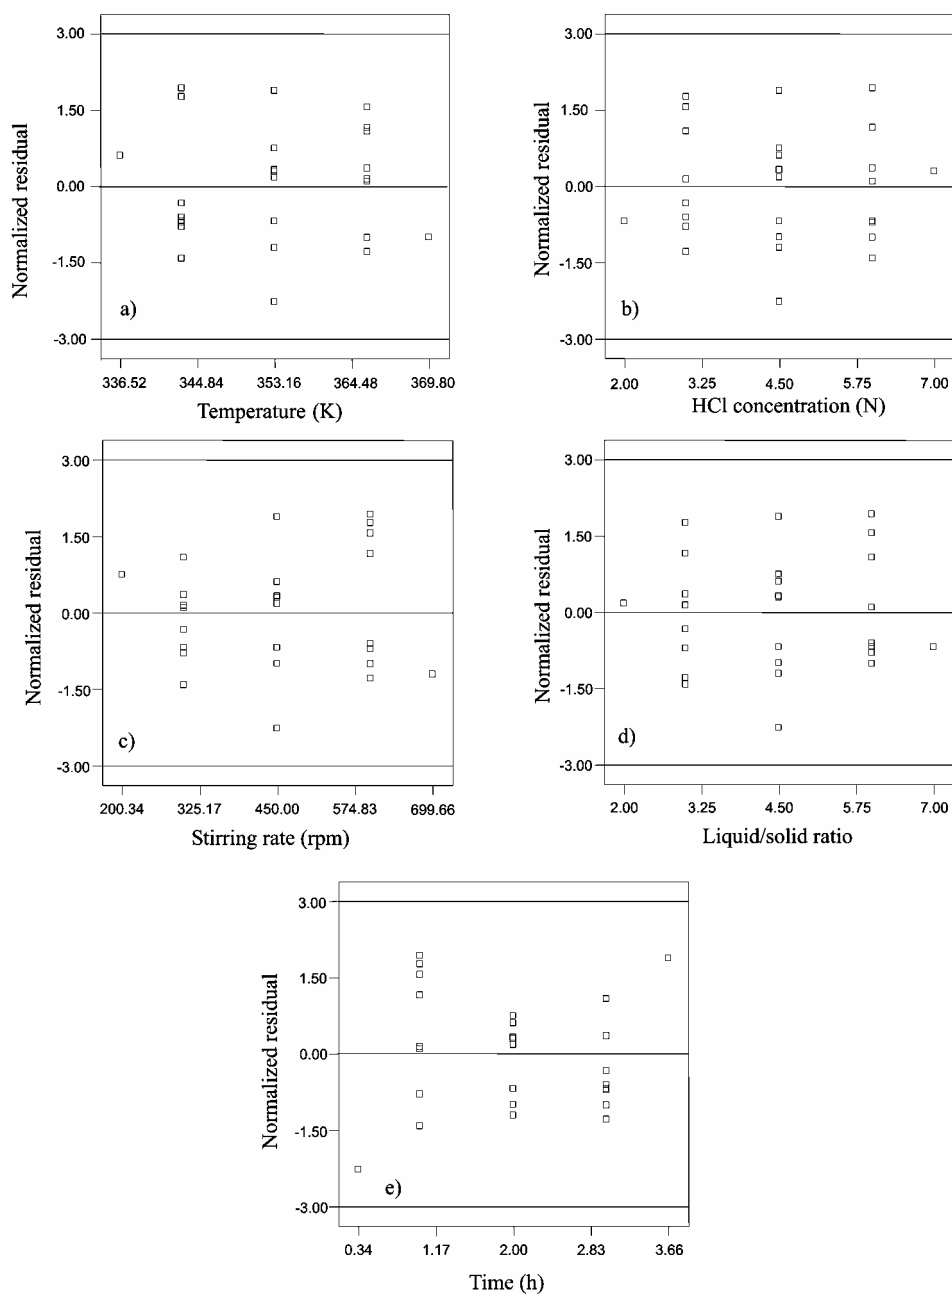 3.00
1.50
0.00
-1.50
-3.00
Normalized residual
a)
336.52 344.84 353.16 364.48 369.80
Temperature (K)
3.00
1.50
0.00
-1.50
-3.00
Normalized residual
b)
2.00 3.25 4.50 5.75 7.00
HCl concentration (N)
3.00
1.50
0.00
-1.50
-3.00
Normalized residual
c)
200.34 325.17 450.00 574.83 699.66
Stirring rate (rpm)
3.00
1.50
0.00
-1.50
-3.00
Normalized residual
d)
2.00 3.25 4.50 5.75 7.00
Liquid/solid ratio
3.00
1.50
0.00
-1.50
-3.00
Normalized residual
e)
0.34 1.17 2.00 2.83 3.66
Time (h)